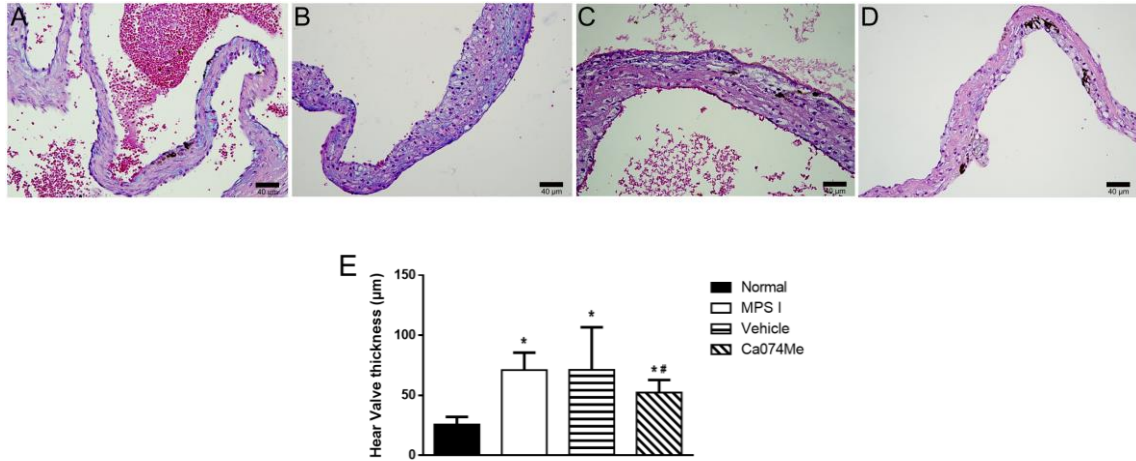 A
B
C
D
40 µm
40 µm
40 µm
40 µm
E
Hear Valve thickness (µm)
150
100
50
0
*
*
*#
Normal
MPS I
Vehicle
Ca074Me